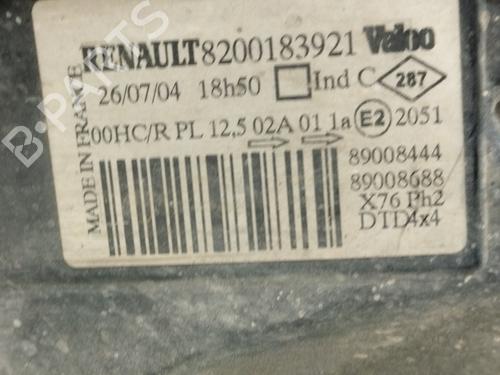 RENAULT 8200183921 Valeo
26/07/04 18h50 Ind C 287
00HC/R PL 12,5 02A 01 1a E2 2051
MADE IN FRANCE
89008444
89008688
X76 Ph2
DTD4x4
B-PARTS